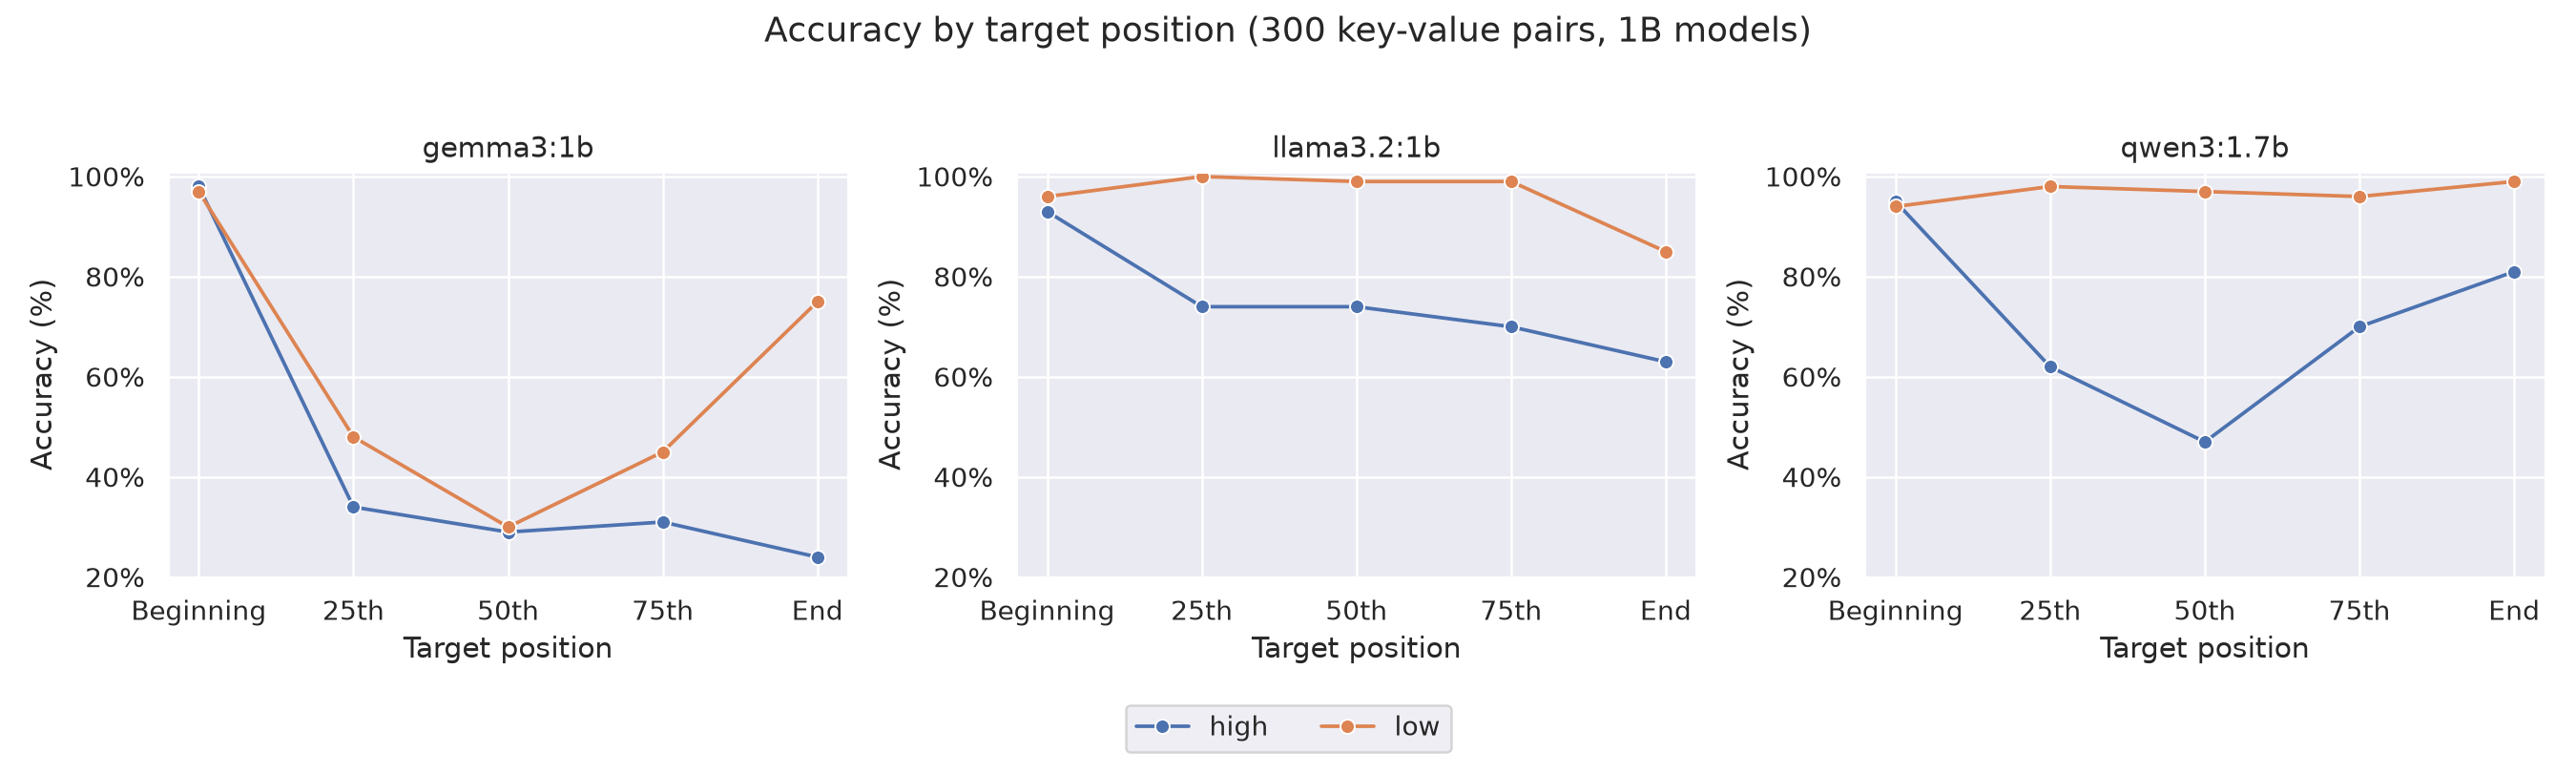 Accuracy by target position (300 key-value pairs, 1B models)
gemma3:1b
100%
80%
60%
40%
20%
Accuracy (%)
Beginning 25th 50th 75th End
Target position
llama3.2:1b
100%
80%
60%
40%
20%
Accuracy (%)
Beginning 25th 50th 75th End
Target position
qwen3:1.7b
100%
80%
60%
40%
20%
Accuracy (%)
Beginning 25th 50th 75th End
Target position
high low